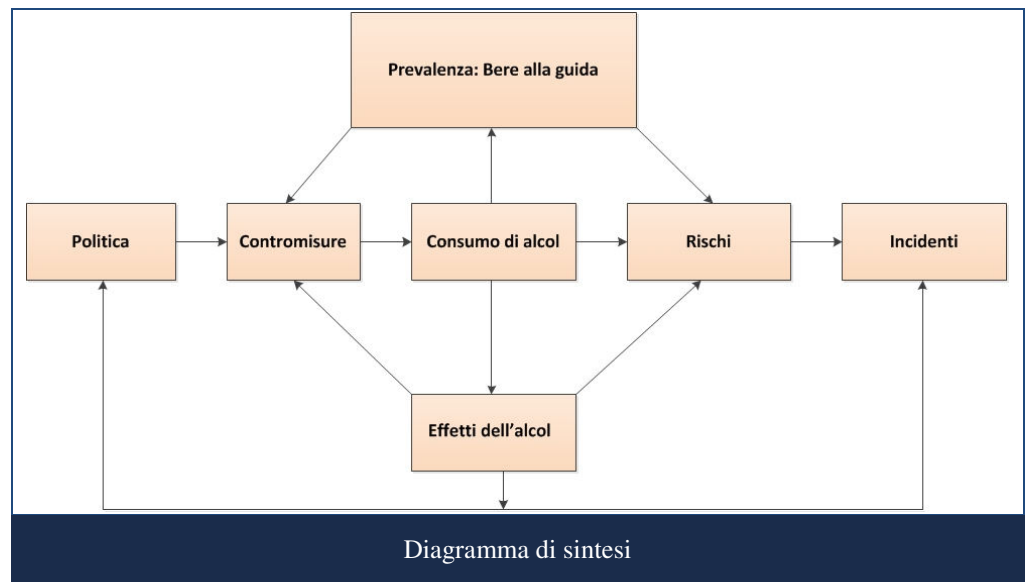 Prevalenza: Bere alla guida
Politica
Contromisure
Consumo di alcol
Rischi
Incidenti
Effetti dell'alcol
Diagramma di sintesi